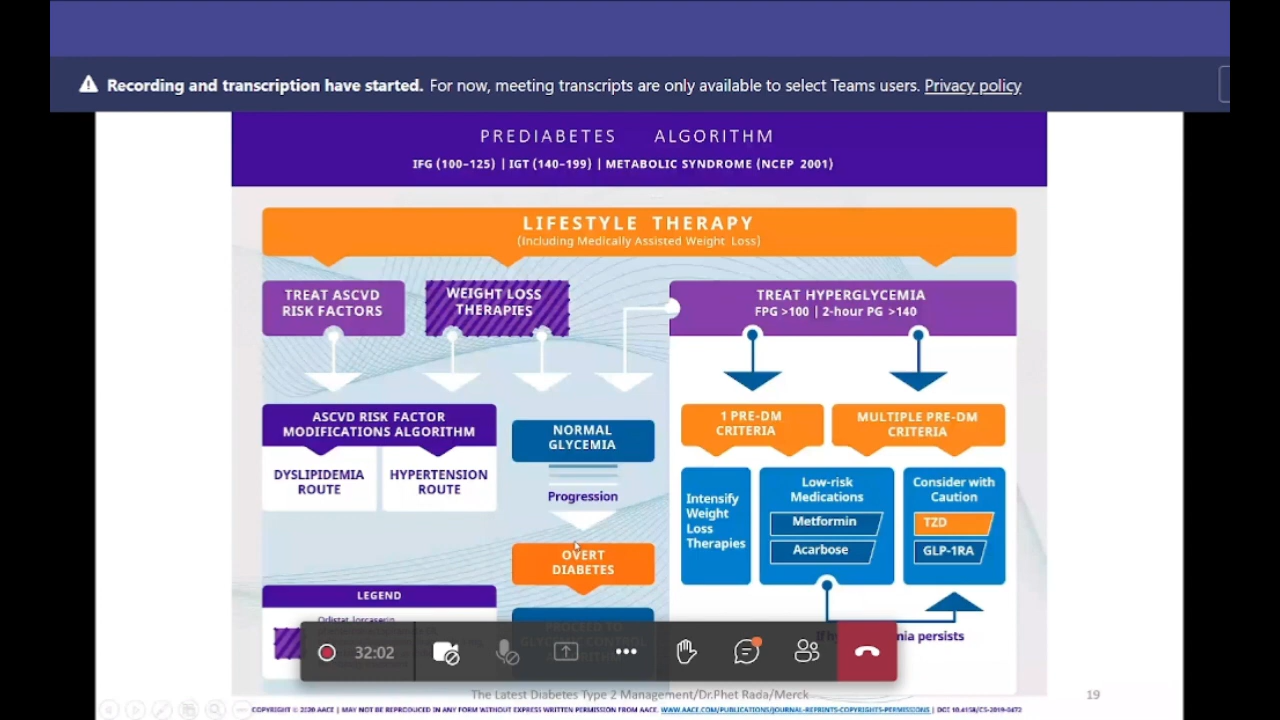 Recording and transcription have started. For now, meeting transcripts are only available to select Teams users. Privacy policy
PREDIABETES ALGORITHM
IFG (100–125) | IGT (140–199) | METABOLIC SYNDROME (NCEP 2001)
LIFESTYLE THERAPY
(Including Medically Assisted Weight Loss)
TREAT ASCVD
RISK FACTORS
WEIGHT LOSS
THERAPIES
TREAT HYPERGLYCEMIA
FPG >100 | 2-hour PG >140
ASCVD RISK FACTOR
MODIFICATIONS ALGORITHM
DYSLIPIDEMIA
ROUTE
HYPERTENSION
ROUTE
NORMAL
GLYCEMIA
Progression
OVERT
DIABETES
PROCEED TO
GLYCEMIC CONTROL
ALGORITHM
1 PRE-DM
CRITERIA
MULTIPLE PRE-DM
CRITERIA
Intensify
Weight
Loss
Therapies
Low-risk
Medications
Metformin
Acarbose
Consider with
Caution
TZD
GLP-1RA
persists
LEGEND
Orlistat, lorcaserin,
32:02
The Latest Diabetes Type 2 Management/Dr.Phet Rada/Merck
19
COPYRIGHT © 2020 AACE | MAY NOT BE REPRODUCED IN ANY FORM WITHOUT EXPRESS WRITTEN PERMISSION FROM AACE. WWW.AACE.COM/PUBLICATIONS/JOURNAL-REPRINTS-COPYRIGHTS-PERMISSIONS | DOI 10.4158/CS-2019-0472